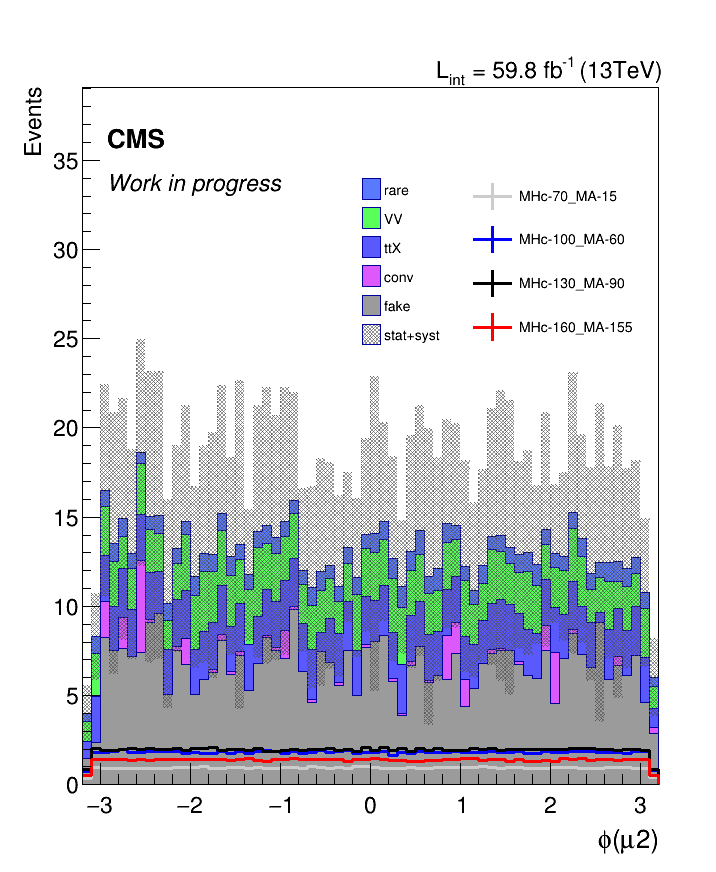 L_int = 59.8 fb^-1 (13TeV)
Events
CMS
Work in progress
rare
VV
ttX
conv
fake
stat+syst
MHc-70_MA-15
MHc-100_MA-60
MHc-130_MA-90
MHc-160_MA-155
35
30
25
20
15
10
5
0
−3 −2 −1 0 1 2 3
ϕ(μ2)